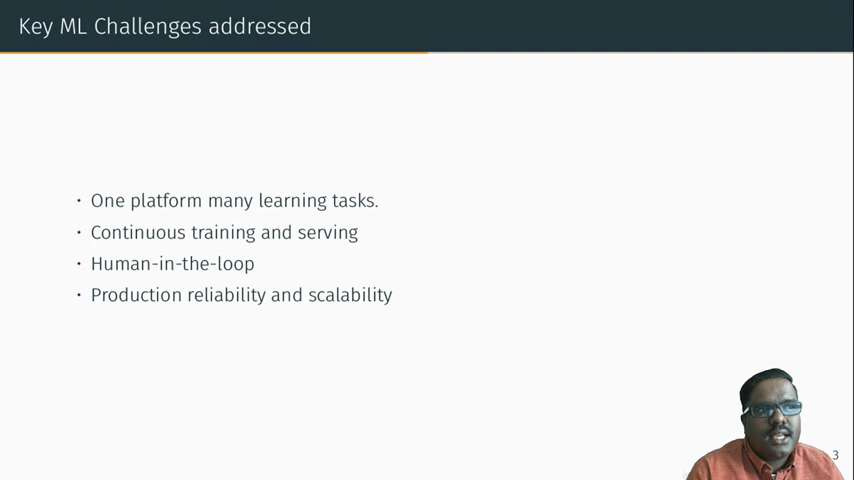 Key ML Challenges addressed
• One platform many learning tasks.
• Continuous training and serving
• Human-in-the-loop
• Production reliability and scalability
3